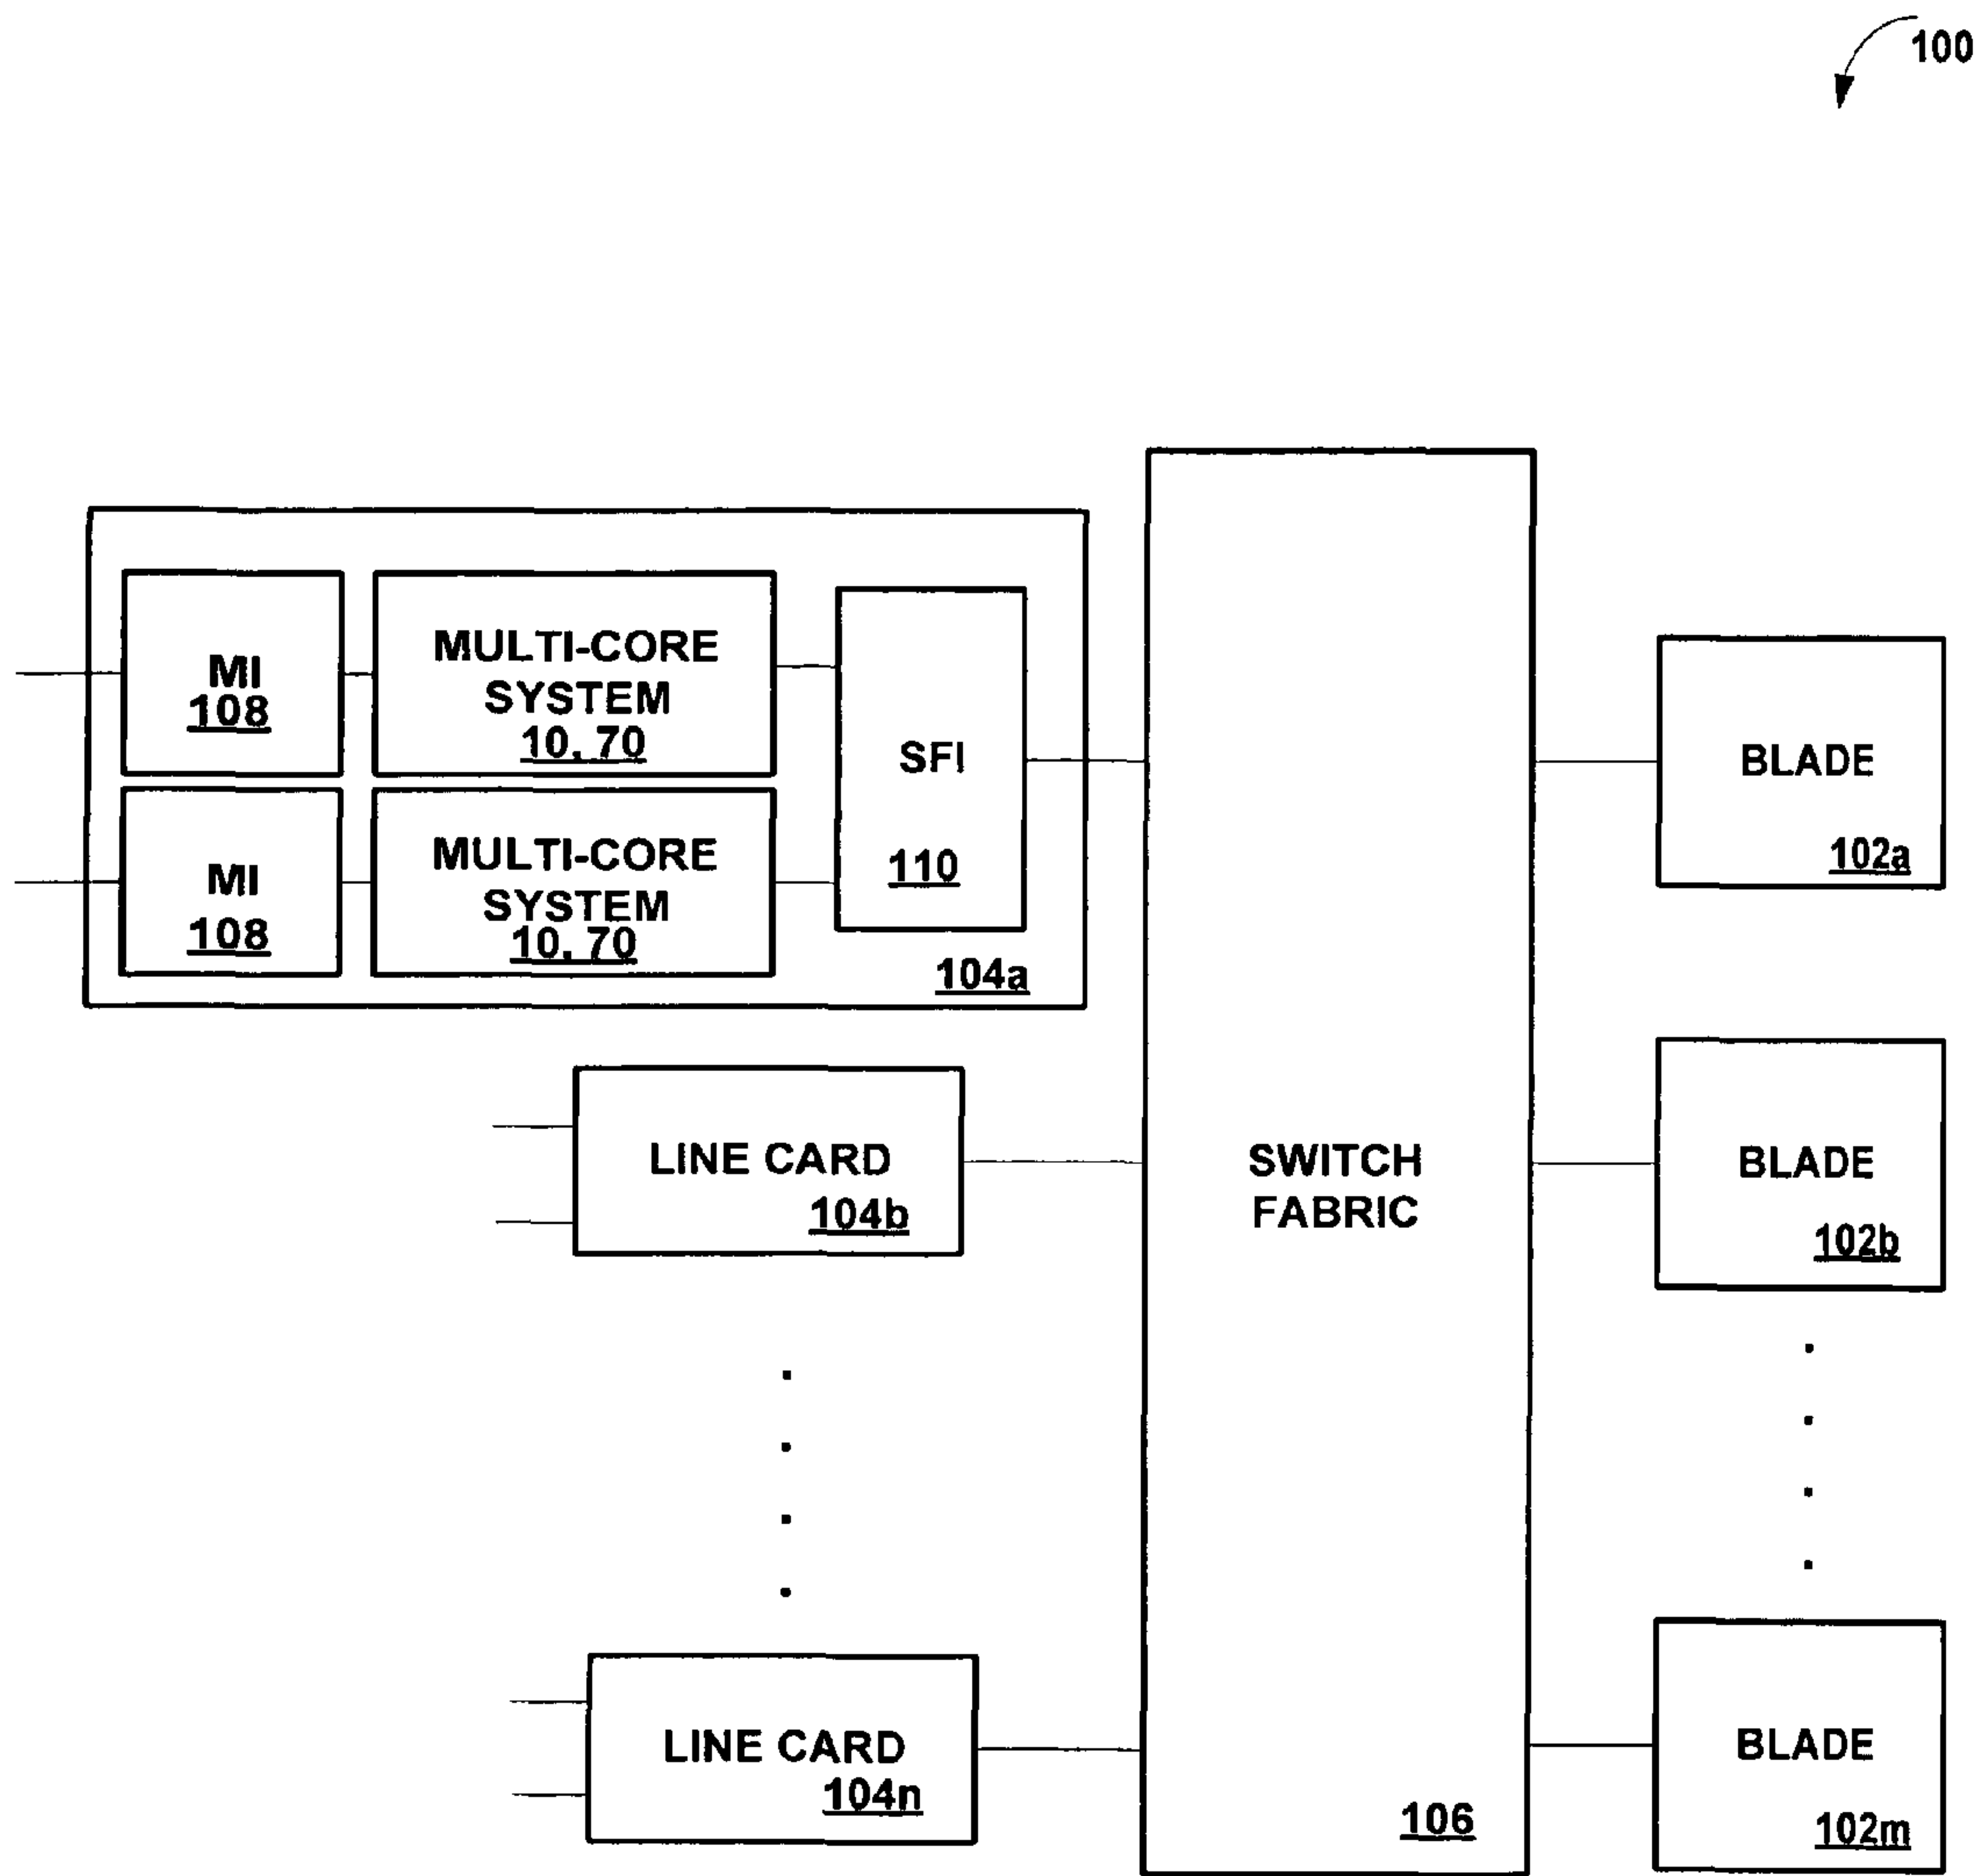 100
MI
108
MULTI-CORE
SYSTEM
10, 70
SFI
110
MI
108
MULTI-CORE
SYSTEM
10, 70
104a
BLADE
102a
LINE CARD
104b
SWITCH
FABRIC
106
BLADE
102b
LINE CARD
104n
BLADE
102m